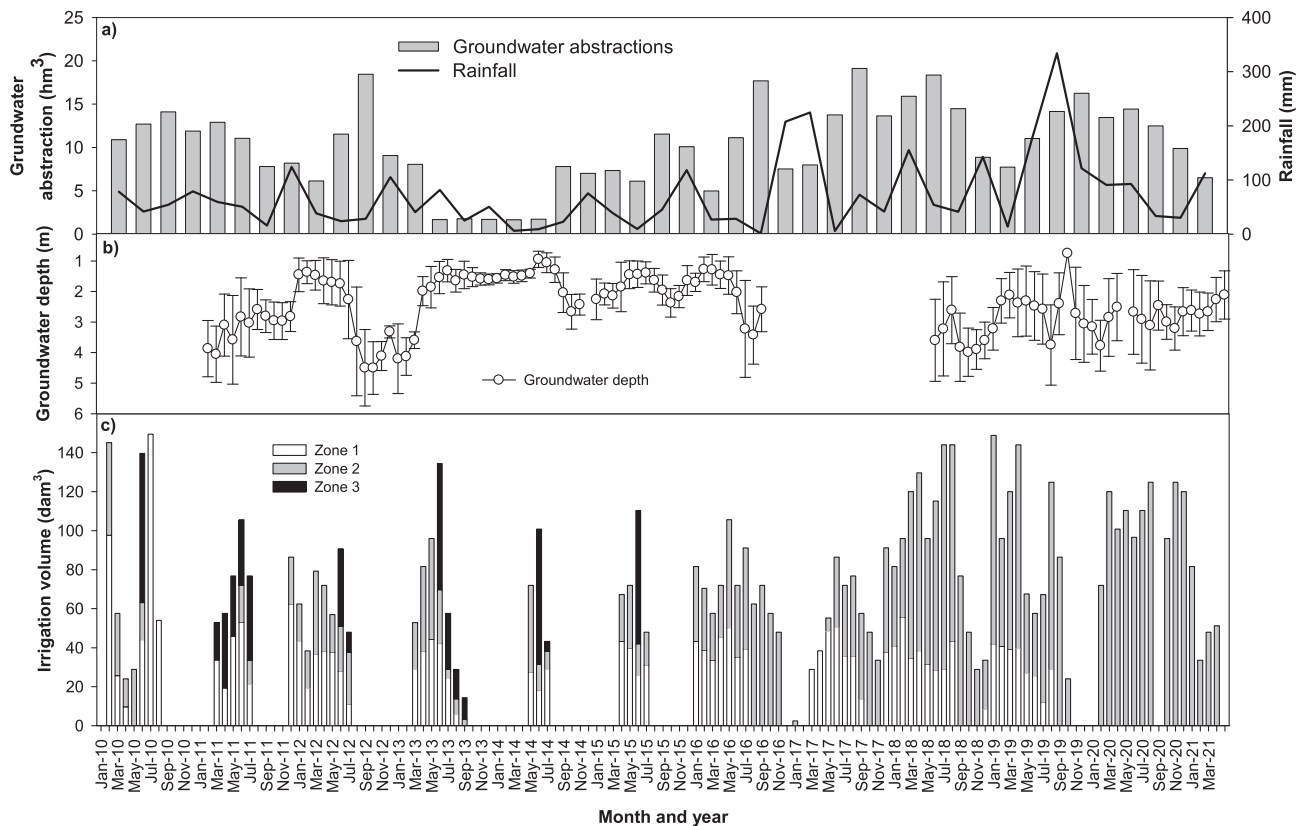 a)
Groundwater abstractions
Rainfall
Grundwater
abstraction (hm³)
25
20
15
10
5
0
Rainfall (mm)
400
300
200
100
0
b)
Groundwater depth (m)
1
2
3
4
5
6
Groundwater depth
c)
Zone 1
Zone 2
Zone 3
Irrigation volume (dam³)
140
120
100
80
60
40
20
0
Jan-10
Mar-10
May-10
Jul-10
Sep-10
Nov-10
Jan-11
Mar-11
May-11
Jul-11
Sep-11
Nov-11
Jan-12
Mar-12
May-12
Jul-12
Sep-12
Nov-12
Jan-13
Mar-13
May-13
Jul-13
Sep-13
Nov-13
Jan-14
Mar-14
May-14
Jul-14
Sep-14
Nov-14
Jan-15
Mar-15
May-15
Jul-15
Sep-15
Nov-15
Jan-16
Mar-16
May-16
Jul-16
Sep-16
Nov-16
Jan-17
Mar-17
May-17
Jul-17
Sep-17
Nov-17
Jan-18
Mar-18
May-18
Jul-18
Sep-18
Nov-18
Jan-19
Mar-19
May-19
Jul-19
Sep-19
Nov-19
Jan-20
Mar-20
May-20
Jul-20
Sep-20
Nov-20
Jan-21
Mar-21
Month and year